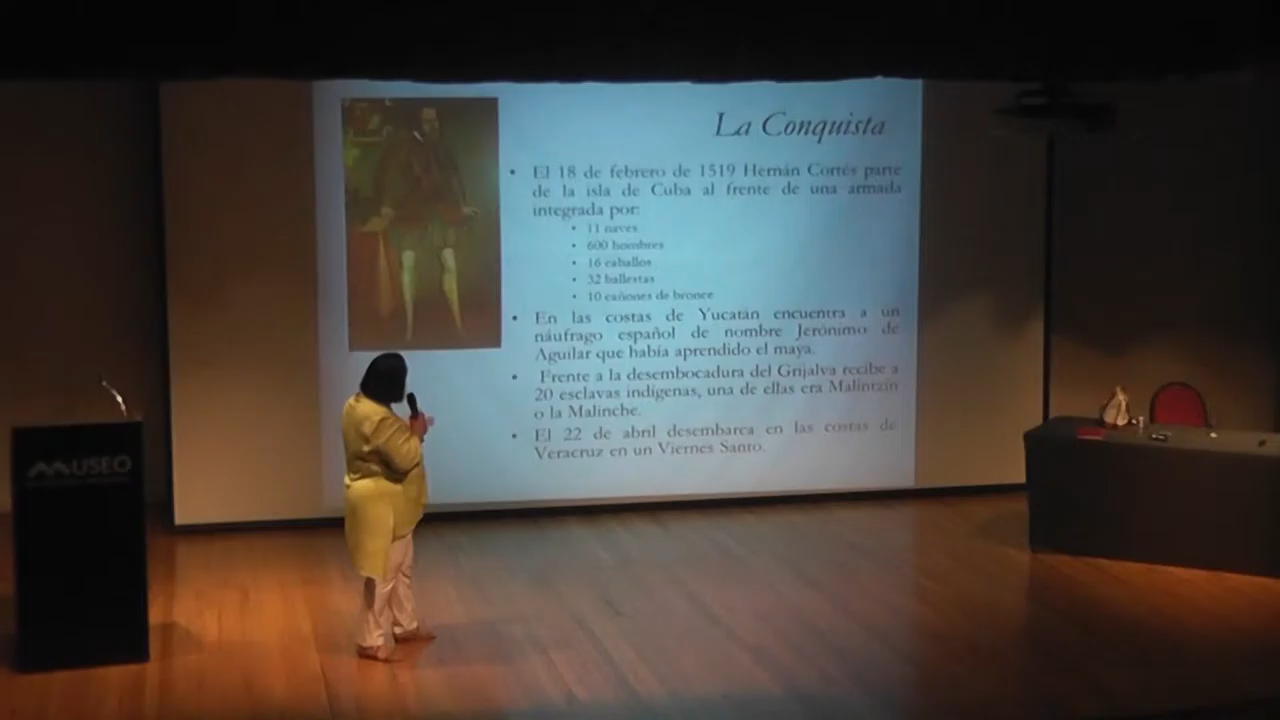 La Conquista
• El 18 de febrero de 1519 Hernán Cortés parte
de la isla de Cuba al frente de una armada
integrada por:
• 11 naves
• 600 hombres
• 16 caballos
• 32 ballestas
• 10 cañones de bronce
• En las costas de Yucatán encuentra a un
náufrago español de nombre Jerónimo de
Aguilar que había aprendido el maya.
• Frente a la desembocadura del Grijalva recibe a
20 esclavas indígenas, una de ellas era Malintzin
o la Malinche.
• El 22 de abril desembarca en las costas de
Veracruz en un Viernes Santo.
MUSEO